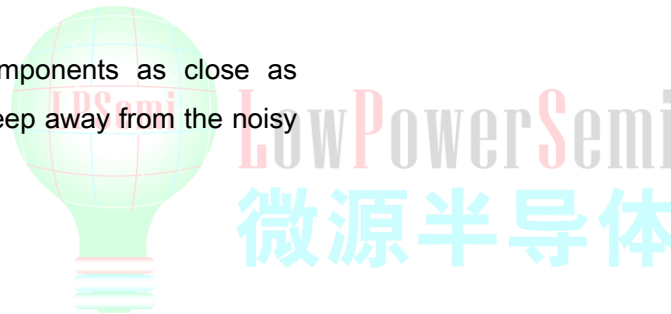 mponents as close as
eep away from the noisy
LPSemi
LowPowerSemi
微源半导体